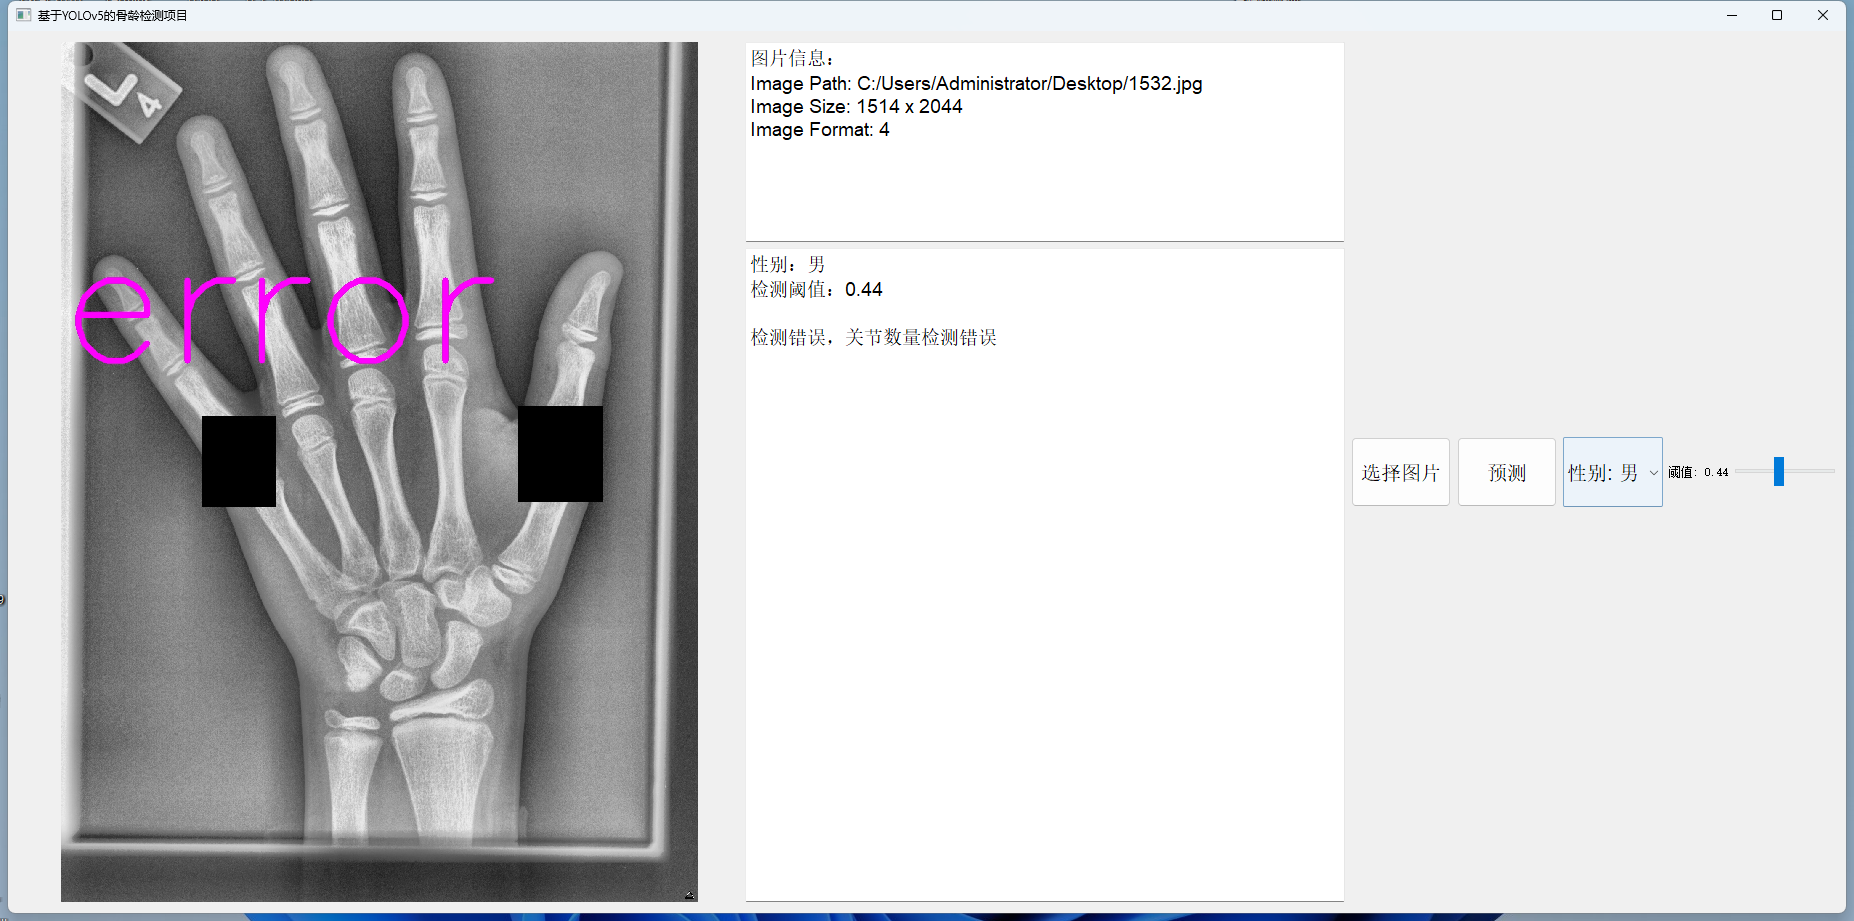 基于YOLOv5的骨龄检测项目
L
4
error
图片信息：
Image Path: C:/Users/Administrator/Desktop/1532.jpg
Image Size: 1514 x 2044
Image Format: 4
性别：男
检测阈值：0.44
检测错误，关节数量检测错误
选择图片
预测
性别: 男
阈值: 0.44